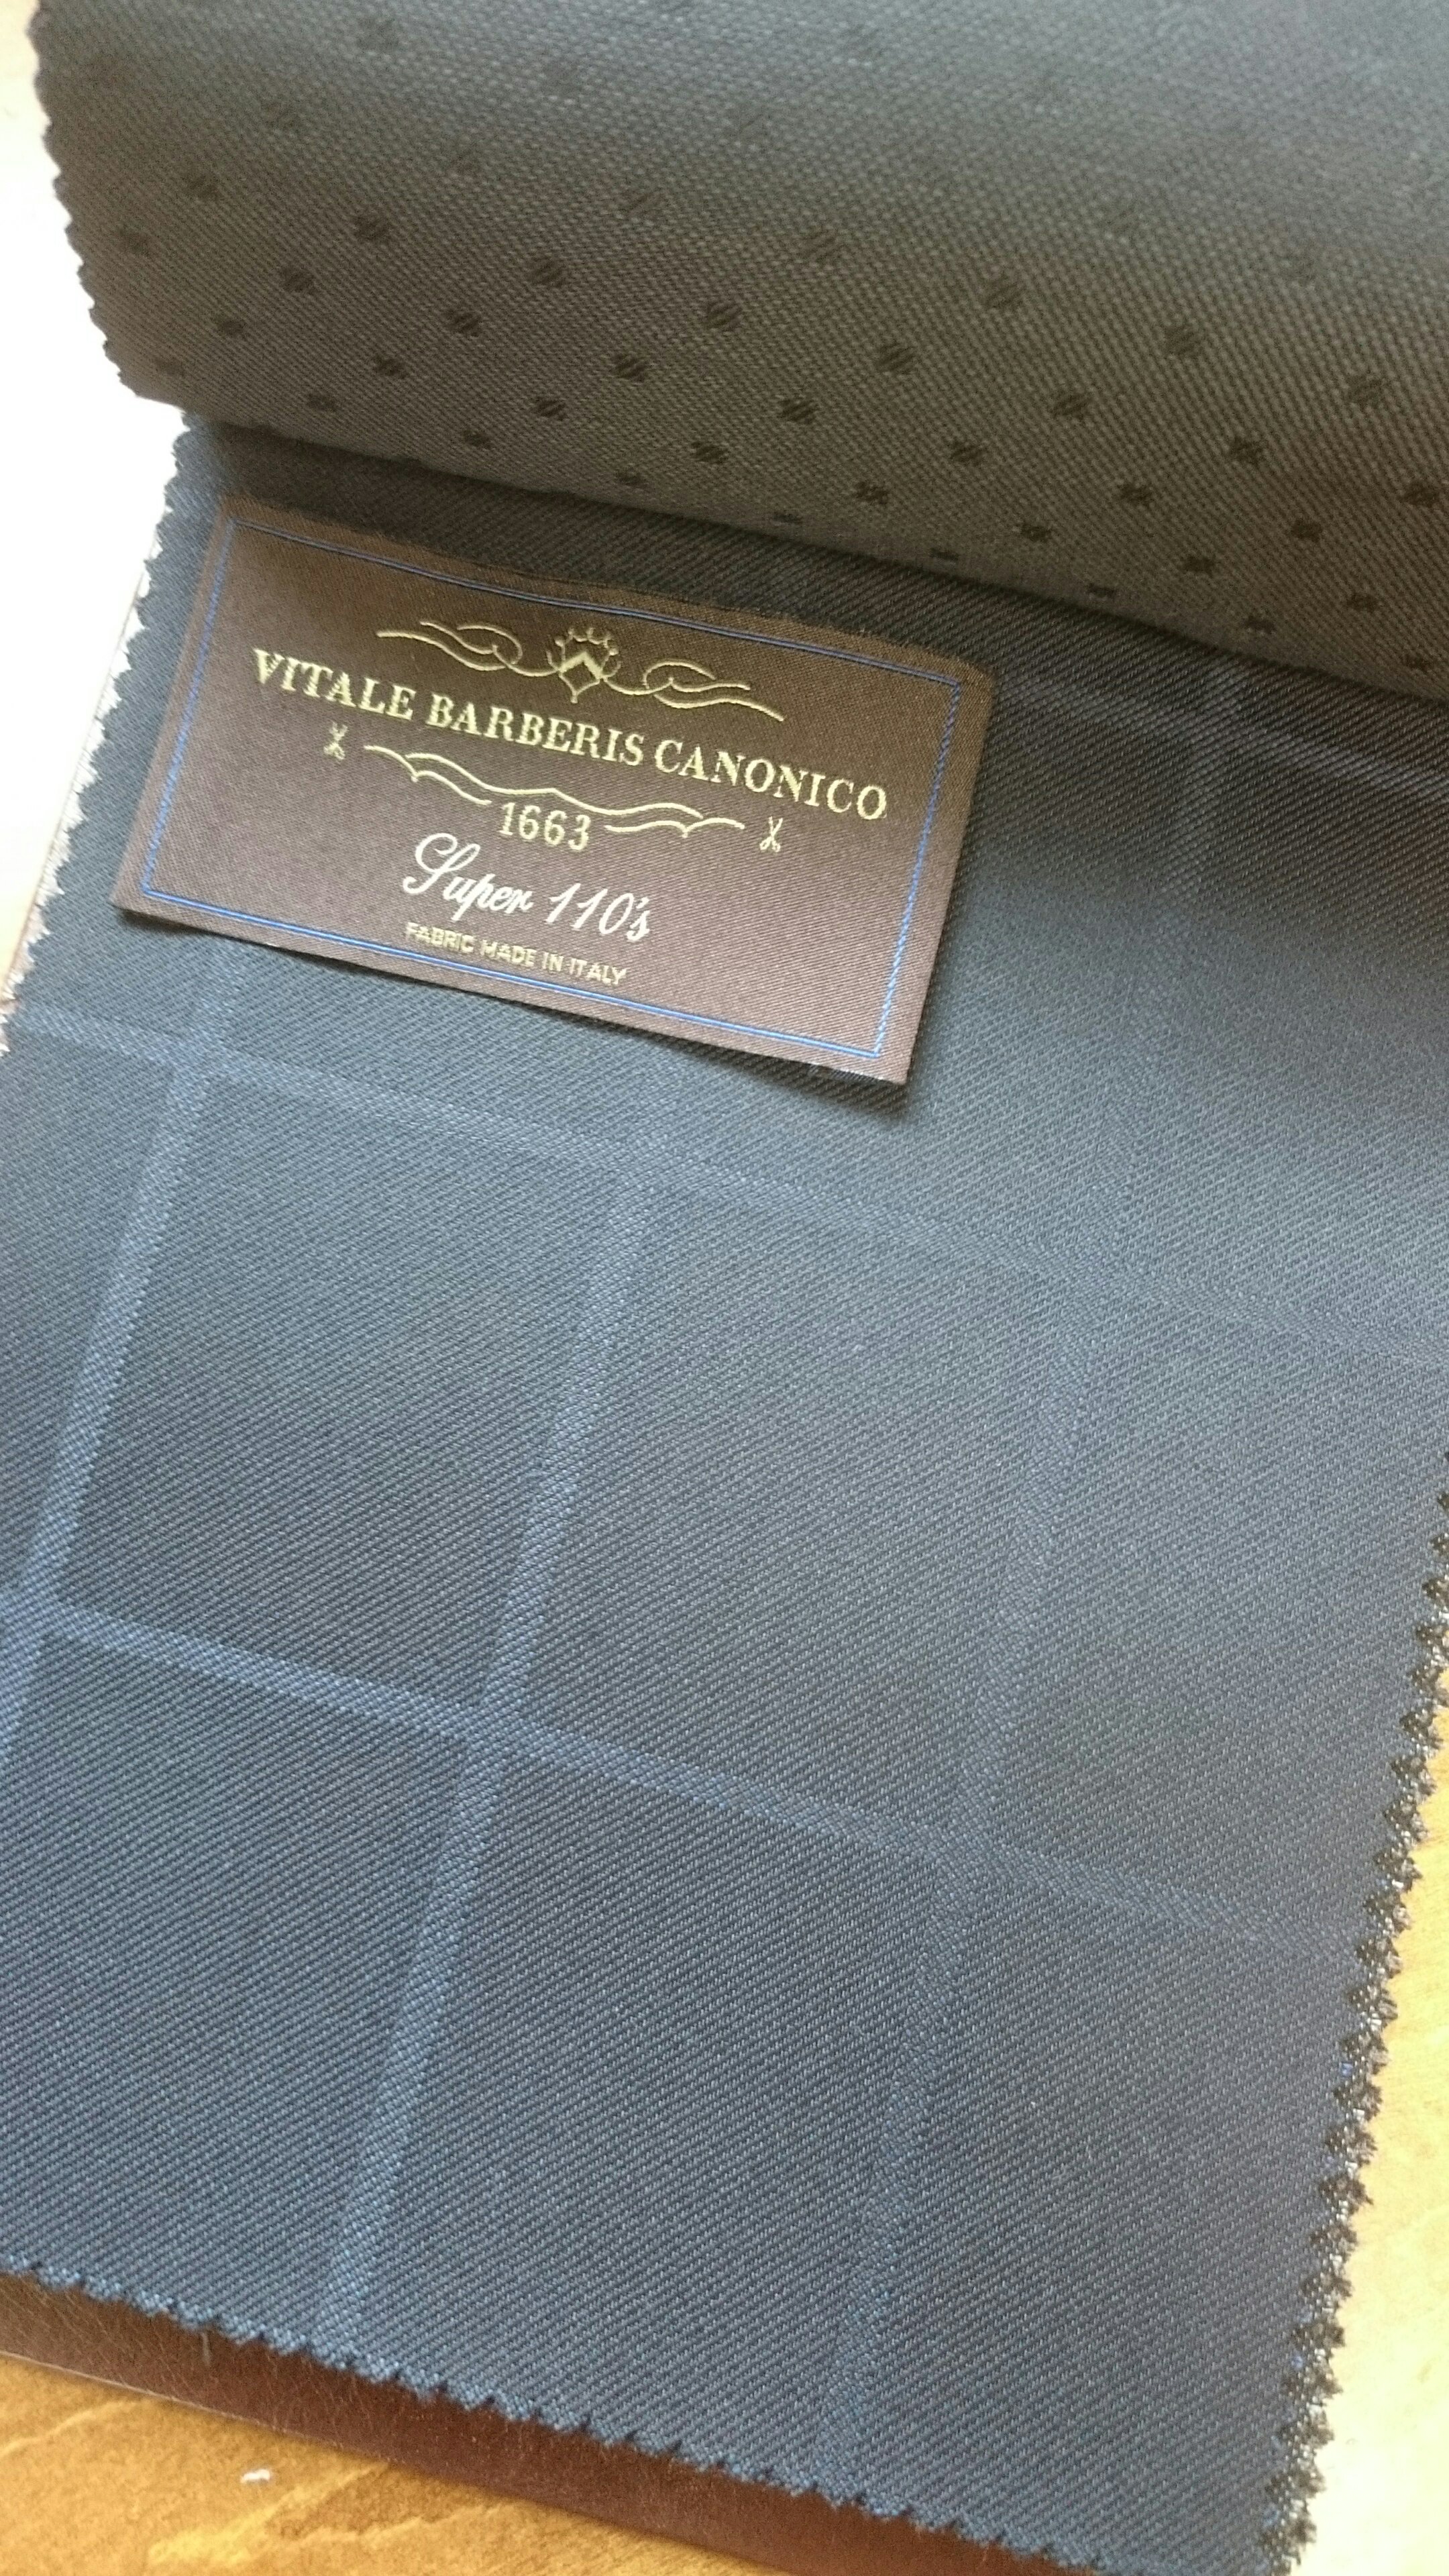 VITALE BARBERIS CANONICO
1663
Super 110's
FABRIC MADE IN ITALY